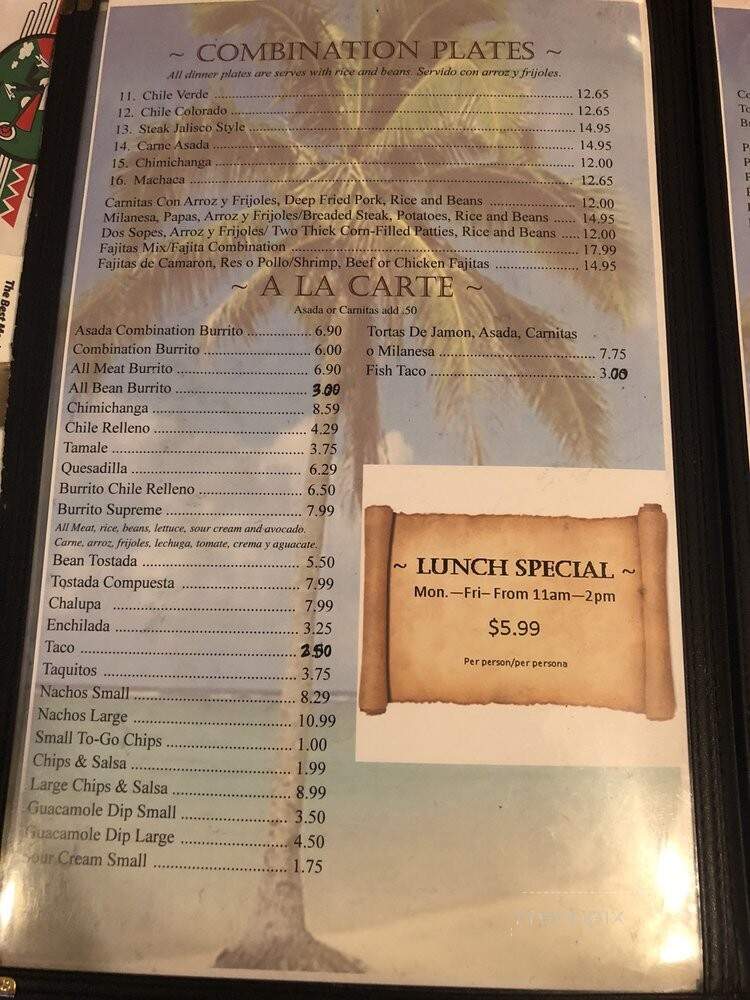 ~ COMBINATION PLATES ~
All dinner plates are serves with rice and beans. Servido con arroz y frijoles.
11. Chile Verde 12.65
12. Chile Colorado 12.65
13. Steak Jalisco Style 14.95
14. Carne Asada 14.95
15. Chimichanga 12.00
16. Machaca 12.65
Carnitas Con Arroz y Frijoles, Deep Fried Pork, Rice and Beans 12.00
Milanesa, Papas, Arroz y Frijoles/Breaded Steak, Potatoes, Rice and Beans 14.95
Dos Sopes, Arroz y Frijoles/ Two Thick Corn-Filled Patties, Rice and Beans 12.00
Fajitas Mix/Fajita Combination 17.99
Fajitas de Camaron, Res o Pollo/Shrimp, Beef or Chicken Fajitas 14.95
~ A LA CARTE ~
Asada or Carnitas add .50
Asada Combination Burrito 6.90
Combination Burrito 6.00
All Meat Burrito 6.90
All Bean Burrito 3.00
Chimichanga 8.59
Chile Relleno 4.29
Tamale 3.75
Quesadilla 6.29
Burrito Chile Relleno 6.50
Burrito Supreme 7.99
All Meat, rice, beans, lettuce, sour cream and avocado.
Carne, arroz, frijoles, lechuga, tomate, crema y aguacate.
Bean Tostada 5.50
Tostada Compuesta 7.99
Chalupa 7.99
Enchilada 3.25
Taco
Taquitos 3.75
Nachos Small 8.29
Nachos Large 10.99
Small To-Go Chips 1.00
Chips & Salsa 1.99
Large Chips & Salsa 8.99
Guacamole Dip Small 3.50
Guacamole Dip Large 4.50
Sour Cream Small 1.75
Tortas De Jamon, Asada, Carnitas
o Milanesa 7.75
Fish Taco 3.00
~ LUNCH SPECIAL ~
Mon.—Fri– From 11am—2pm
$5.99
Per person/per persona